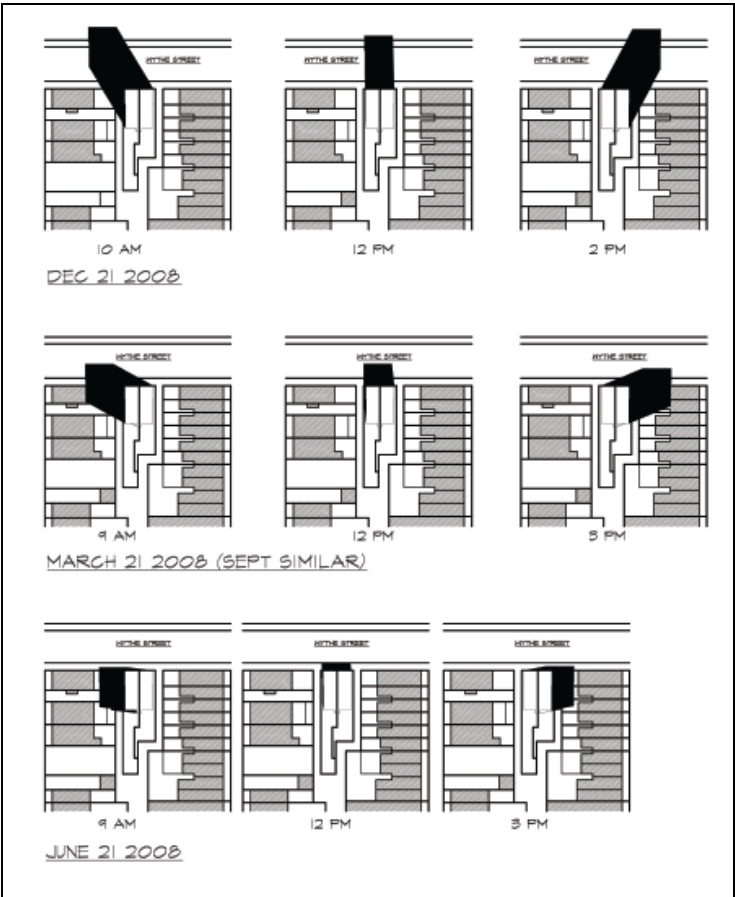 HYTHE STREET
HYTHE STREET
HYTHE STREET
10 AM
12 PM
2 PM
DEC 21 2008
HYTHE STREET
HYTHE STREET
HYTHE STREET
9 AM
12 PM
3 PM
MARCH 21 2008 (SEPT SIMILAR)
HYTHE STREET
HYTHE STREET
HYTHE STREET
9 AM
12 PM
3 PM
JUNE 21 2008